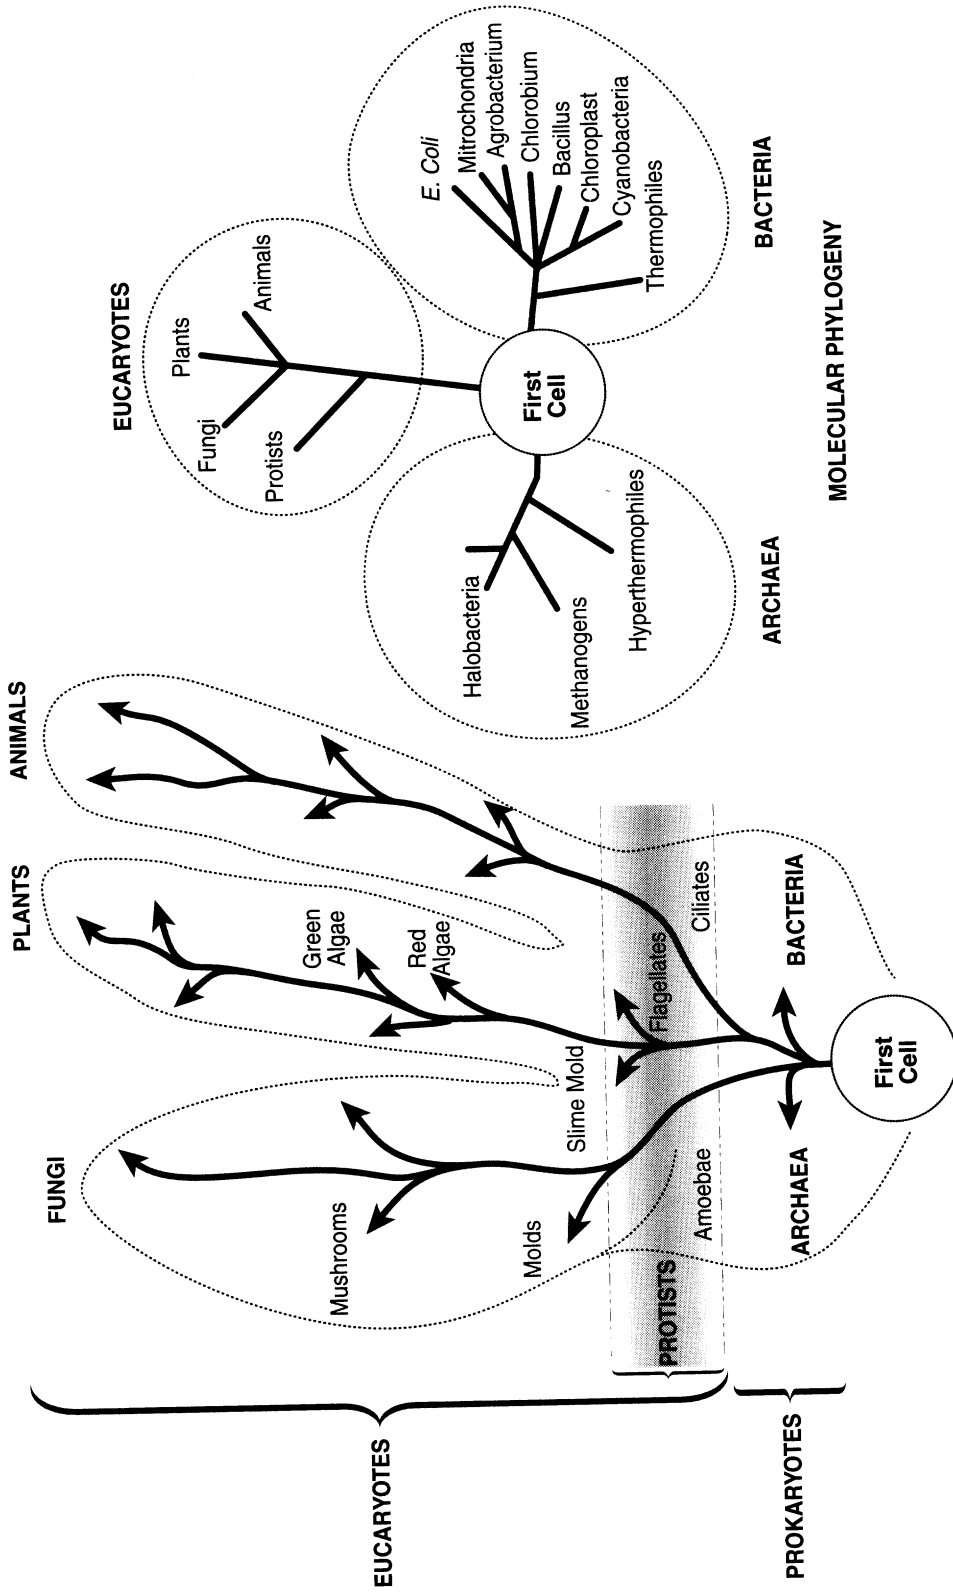 EUCARYOTES
PROKARYOTES
FUNGI
PLANTS
ANIMALS
Mushrooms
Molds
Slime Mold
Green
Algae
Red
Algae
PROTISTS
Amoebae
Flagellates
Ciliates
ARCHAEA
BACTERIA
First
Cell
EUCARYOTES
Fungi
Plants
Animals
Protists
First
Cell
Halobacteria
Methanogens
Hyperthermophiles
ARCHAEA
E. Coli
Mitrochondria
Agrobacterium
Chlorobium
Bacillus
Chloroplast
Cyanobacteria
Thermophiles
BACTERIA
MOLECULAR PHYLOGENY